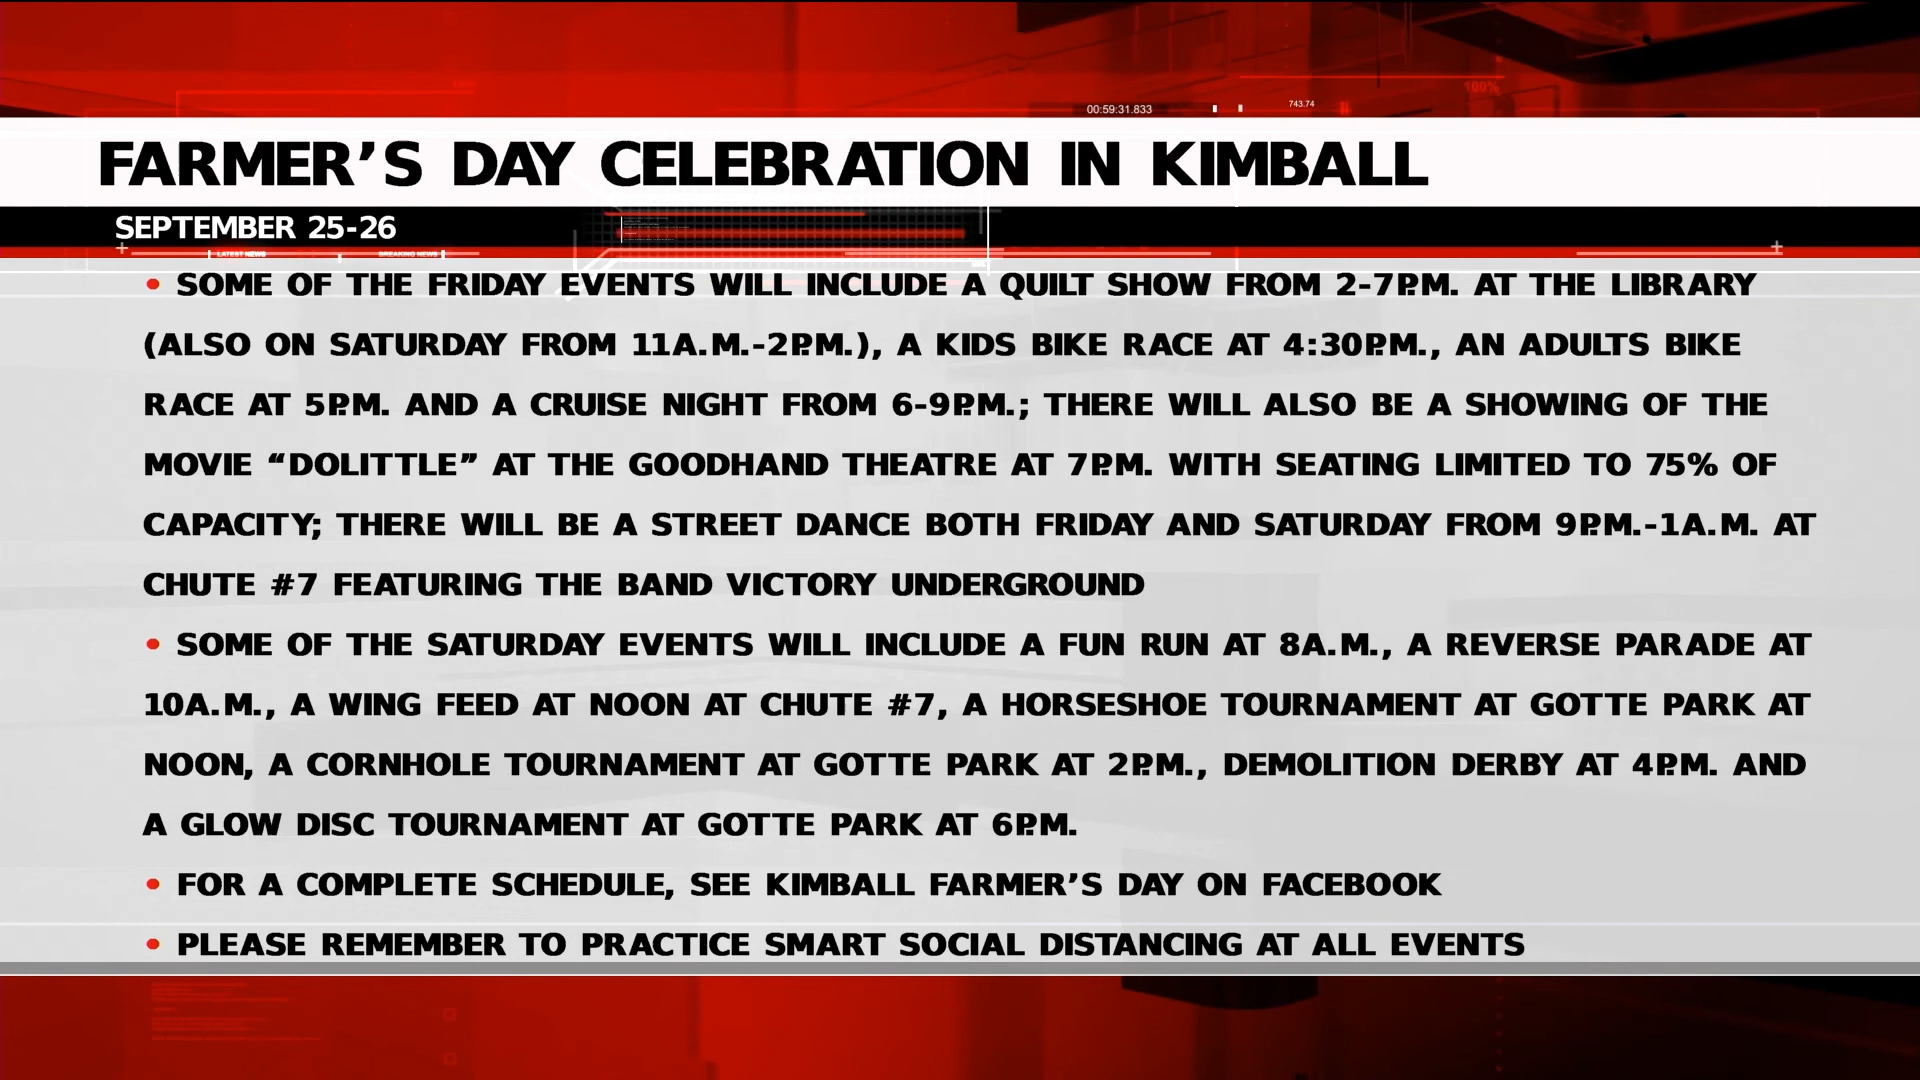 100%
00:59:31.833
743.74
FARMER’S DAY CELEBRATION IN KIMBALL
SEPTEMBER 25-26
LATEST NEWS
BREAKING NEWS
• SOME OF THE FRIDAY EVENTS WILL INCLUDE A QUILT SHOW FROM 2-7P.M. AT THE LIBRARY
(ALSO ON SATURDAY FROM 11A.M.-2P.M.), A KIDS BIKE RACE AT 4:30P.M., AN ADULTS BIKE
RACE AT 5P.M. AND A CRUISE NIGHT FROM 6-9P.M.; THERE WILL ALSO BE A SHOWING OF THE
MOVIE “DOLITTLE” AT THE GOODHAND THEATRE AT 7P.M. WITH SEATING LIMITED TO 75% OF
CAPACITY; THERE WILL BE A STREET DANCE BOTH FRIDAY AND SATURDAY FROM 9P.M.-1A.M. AT
CHUTE #7 FEATURING THE BAND VICTORY UNDERGROUND
• SOME OF THE SATURDAY EVENTS WILL INCLUDE A FUN RUN AT 8A.M., A REVERSE PARADE AT
10A.M., A WING FEED AT NOON AT CHUTE #7, A HORSESHOE TOURNAMENT AT GOTTE PARK AT
NOON, A CORNHOLE TOURNAMENT AT GOTTE PARK AT 2P.M., DEMOLITION DERBY AT 4P.M. AND
A GLOW DISC TOURNAMENT AT GOTTE PARK AT 6P.M.
• FOR A COMPLETE SCHEDULE, SEE KIMBALL FARMER’S DAY ON FACEBOOK
• PLEASE REMEMBER TO PRACTICE SMART SOCIAL DISTANCING AT ALL EVENTS